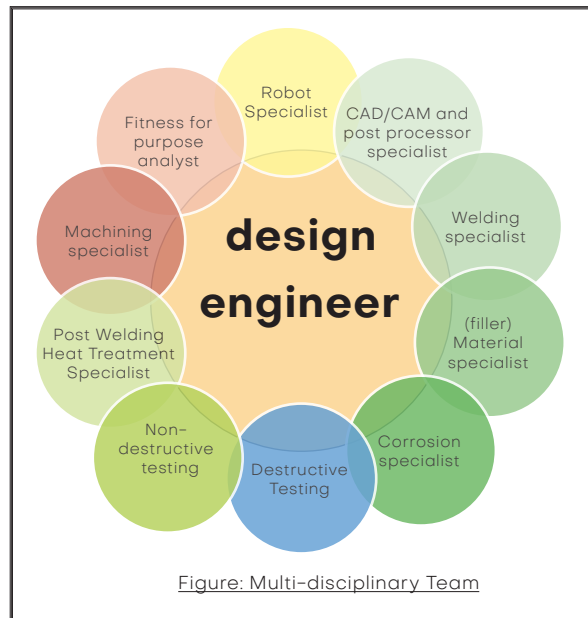 Robot
Specialist
CAD/CAM and
post processor
specialist
Welding
specialist
(filler)
Material
specialist
Corrosion
specialist
Destructive
Testing
Non-
destructive
testing
Post Welding
Heat Treatment
Specialist
Machining
specialist
Fitness for
purpose
analyst
design
engineer
Figure: Multi-disciplinary Team